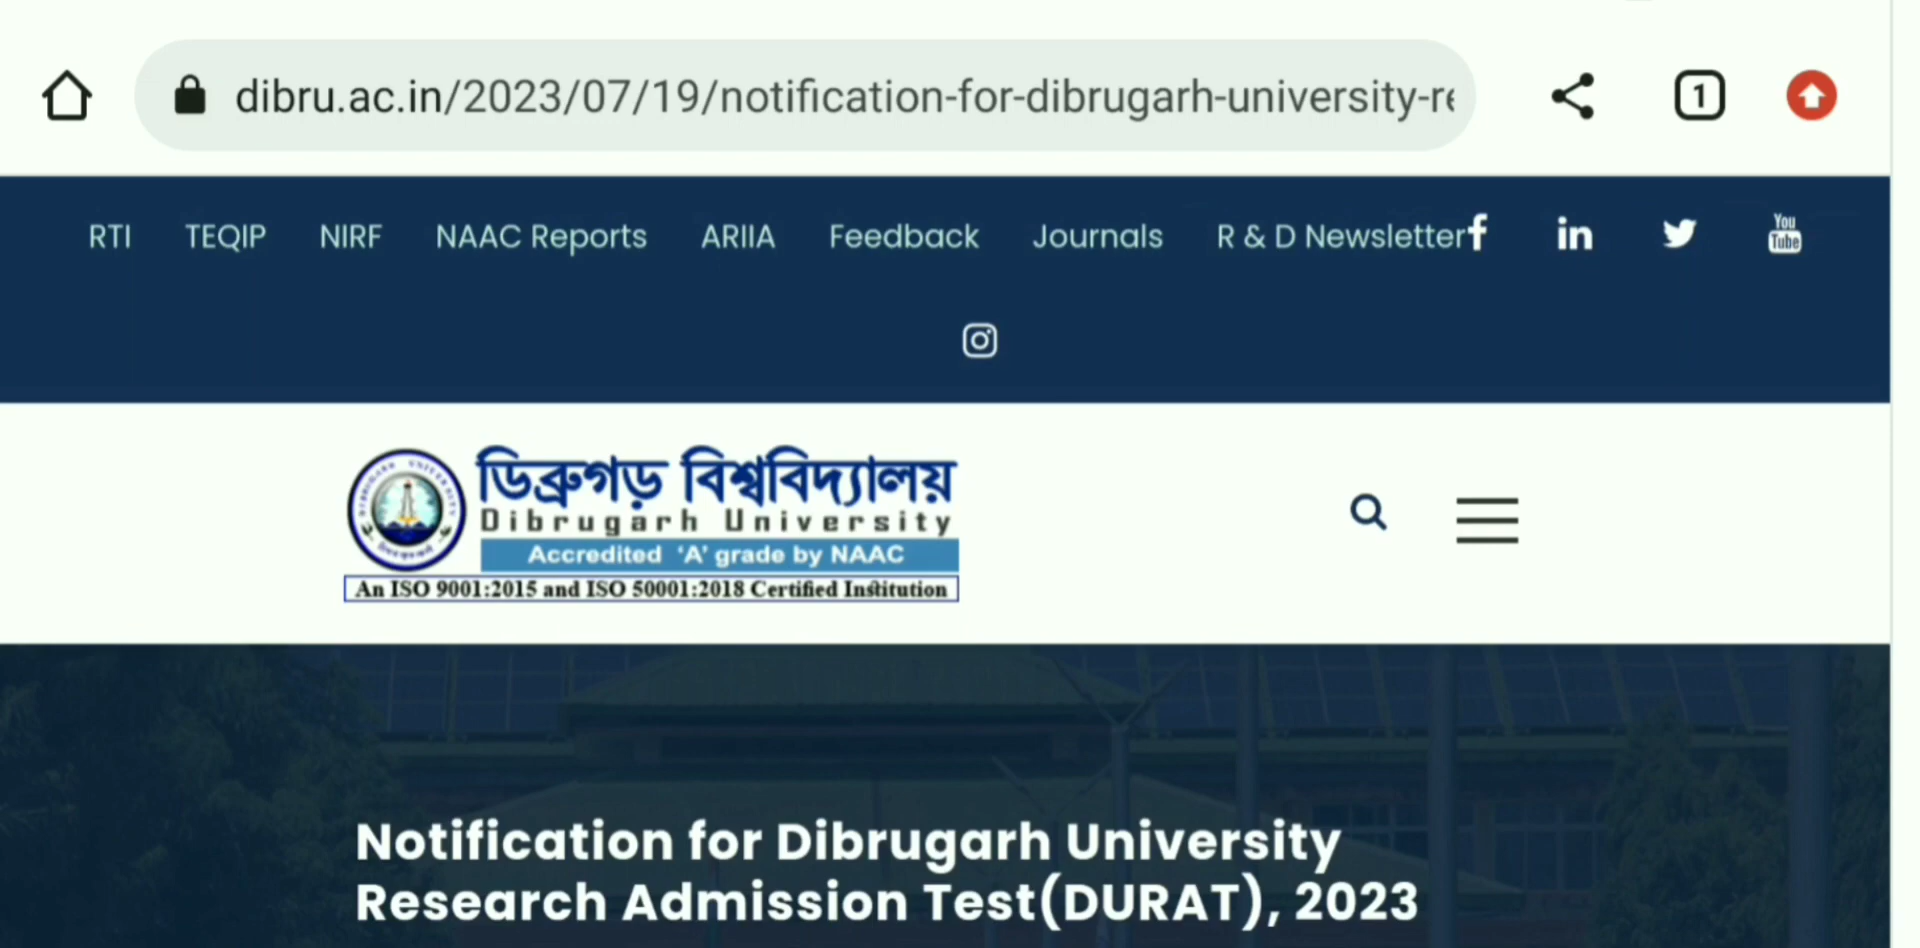 dibru.ac.in/2023/07/19/notification-for-dibrugarh-university-re
1
RTI TEQIP NIRF NAAC Reports ARIIA Feedback Journals R & D Newsletter f in You Tube
ডিব্ৰুগড় বিশ্ববিদ্যালয়
Dibrugarh University
Accredited ‘A’ grade by NAAC
An ISO 9001:2015 and ISO 50001:2018 Certified Institution
Notification for Dibrugarh University
Research Admission Test(DURAT), 2023